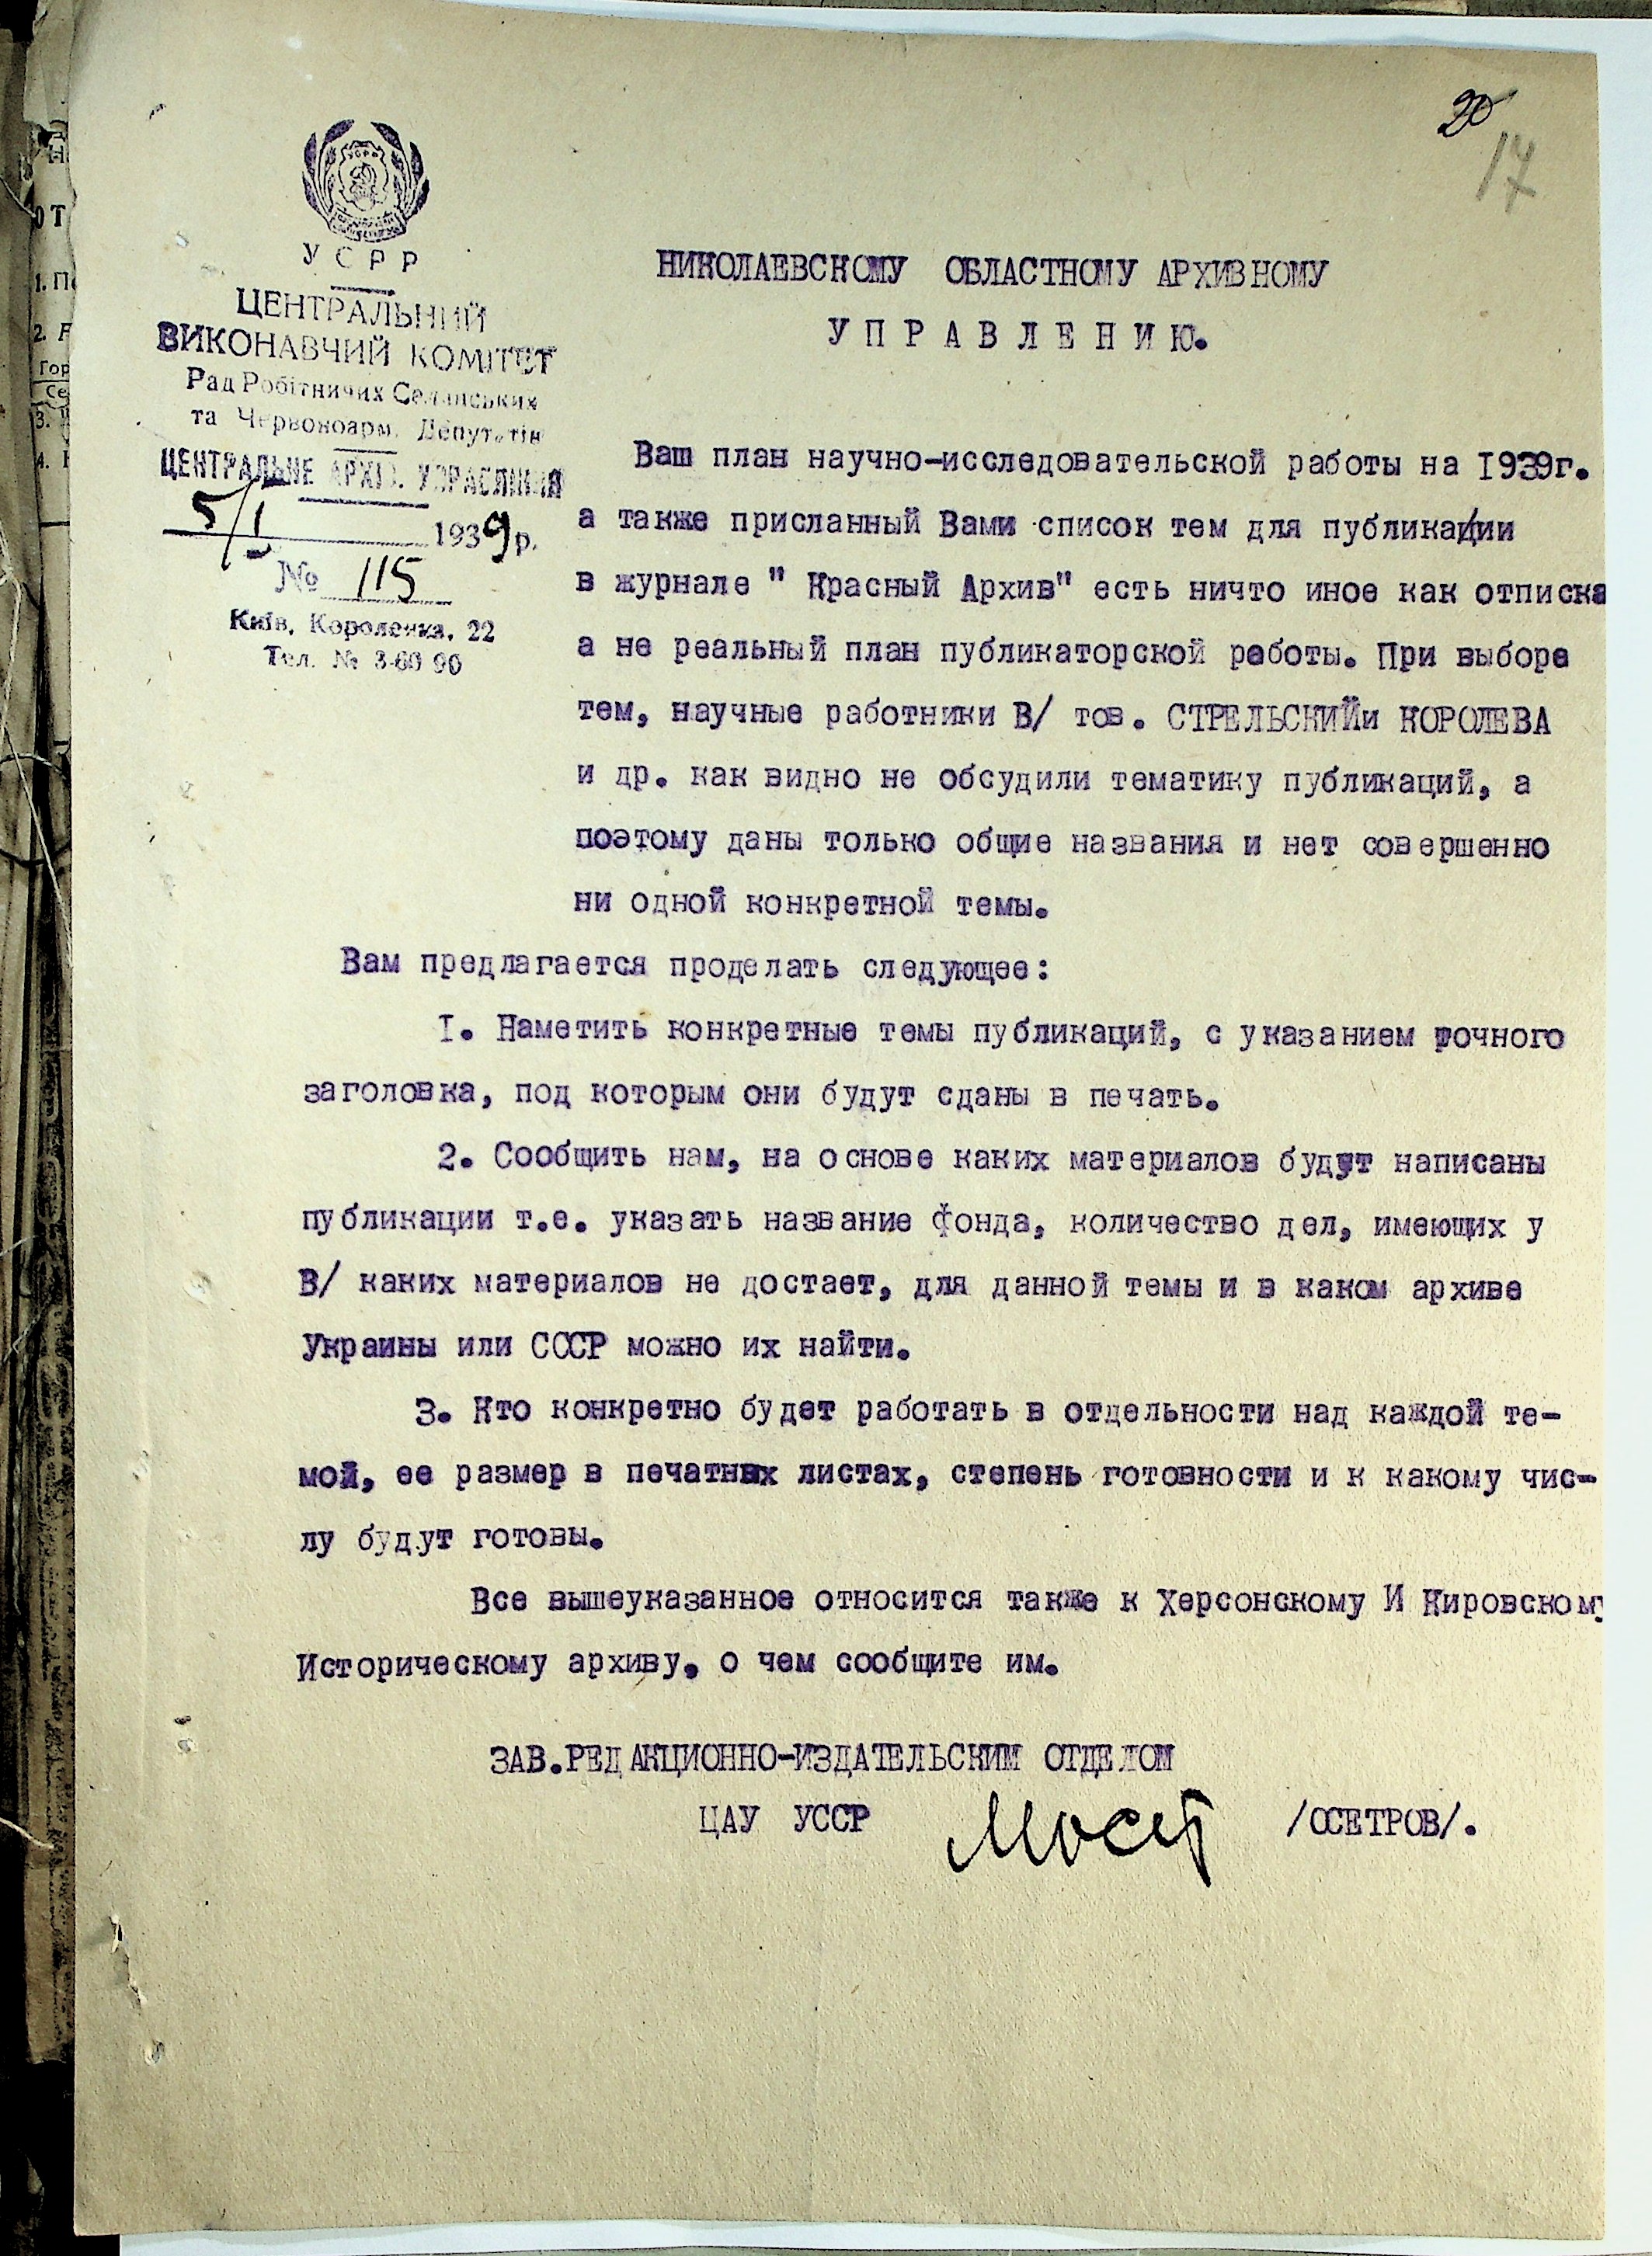 20
17
УСРР
ЦЕНТРАЛЬНИЙ
ВИКОНАВЧИЙ КОМІТЕТ
Рад Робітничих Селянських
та Червоноарм. Депутатів
ЦЕНТРАЛЬНЕ АРХІВ. УПРАВЛІННЯ
5/I 1939р.
№ 115
Київ, Короленка, 22
Тел. № 3-60 90
НИКОЛАЕВСКОМУ ОБЛАСТНОМУ АРХИВНОМУ
УПРАВЛЕНИЮ.
Ваш план научно-исследовательской работы на 1939г.
а также присланный Вами список тем для публикации
в журнале " Красный Архив" есть ничто иное как отписка
а не реальный план публикаторской работы. При выборе
тем, научные работники В/ тов. СТРЕЛЬСКИЙи КОРОЛЕВА
и др. как видно не обсудили тематику публикаций, а
поэтому даны только общие названия и нет совершенно
ни одной конкретной темы.
Вам предлагается проделать следующее:
1. Наметить конкретные темы публикаций, с указанием точного
заголовка, под которым они будут сданы в печать.
2. Сообщить нам, на основе каких материалов будут написаны
публикации т.е. указать название фонда, количество дел, имеющих у
В/ каких материалов не достает, для данной темы и в каком архиве
Украины или СССР можно их найти.
3. Кто конкретно будет работать в отдельности над каждой те-
мой, ее размер в печатных листах, степень готовности и к какому чис-
лу будут готовы.
Все вышеуказанное относится также к Херсонскому И Кировскому
Историческому архиву, о чем сообщите им.
ЗАВ.РЕДАКЦИОННО-ИЗДАТЕЛЬСКИМ ОТДЕЛОМ
ЦАУ УССР /ОСЕТРОВ/.